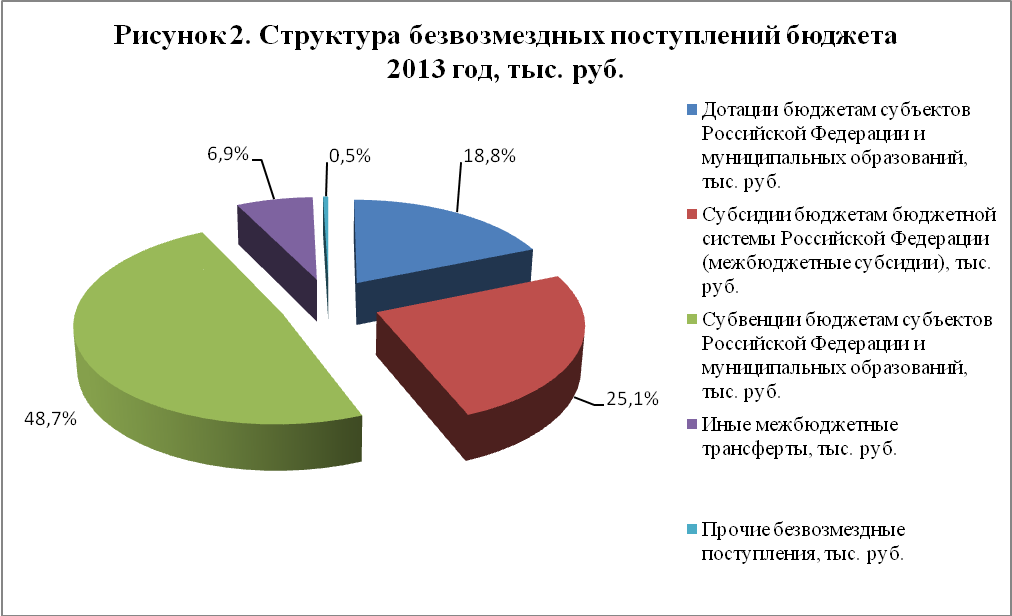 Рисунок 2. Структура безвозмездных поступлений бюджета
2013 год, тыс. руб.
6,9%
0,5%
18,8%
25,1%
48,7%
Дотации бюджетам субъектов
Российской Федерации и
муниципальных образований,
тыс. руб.
Субсидии бюджетам бюджетной
системы Российской Федерации
(межбюджетные субсидии), тыс.
руб.
Субвенции бюджетам субъектов
Российской Федерации и
муниципальных образований,
тыс. руб.
Иные межбюджетные
трансферты, тыс. руб.
Прочие безвозмездные
поступления, тыс. руб.